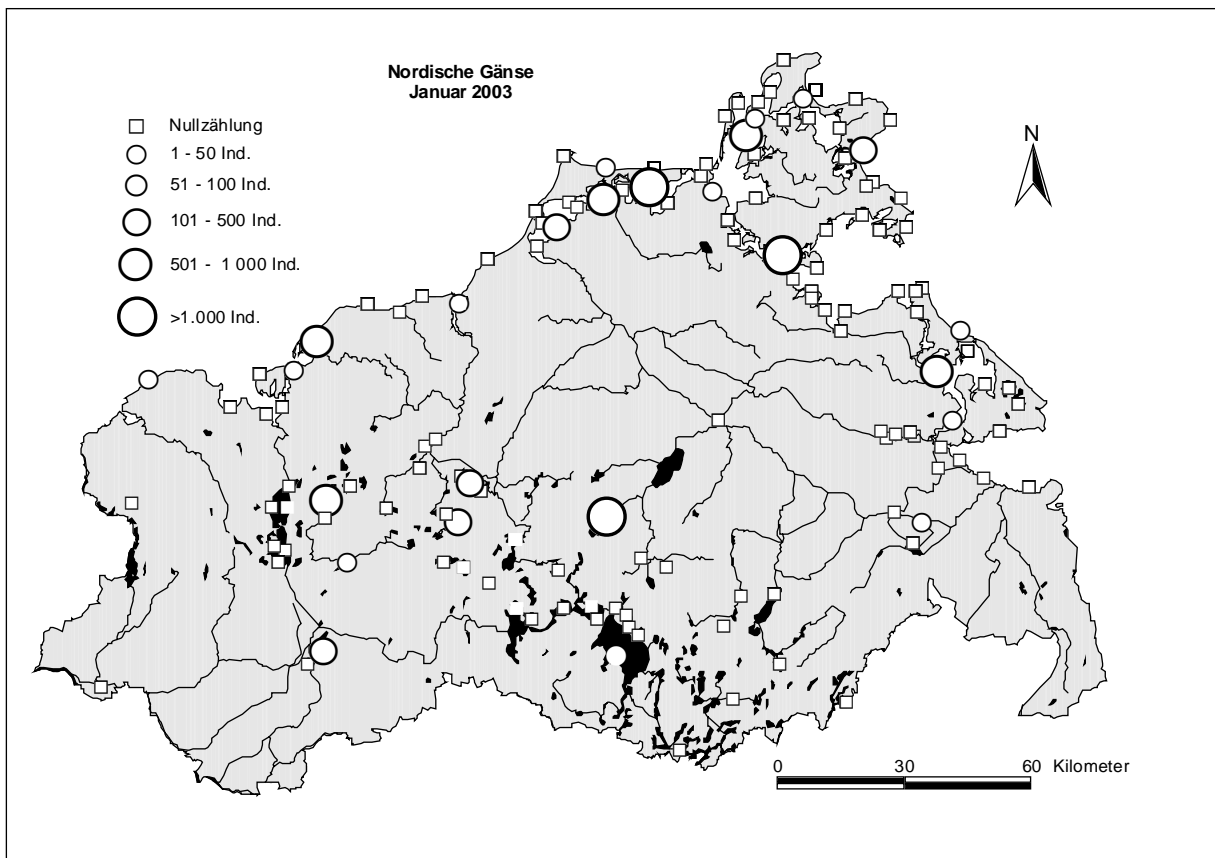 Nordische Gänse
Januar 2003
Nullzählung
1 - 50 Ind.
51 - 100 Ind.
101 - 500 Ind.
501 - 1 000 Ind.
>1.000 Ind.
N
0 30 60 Kilometer